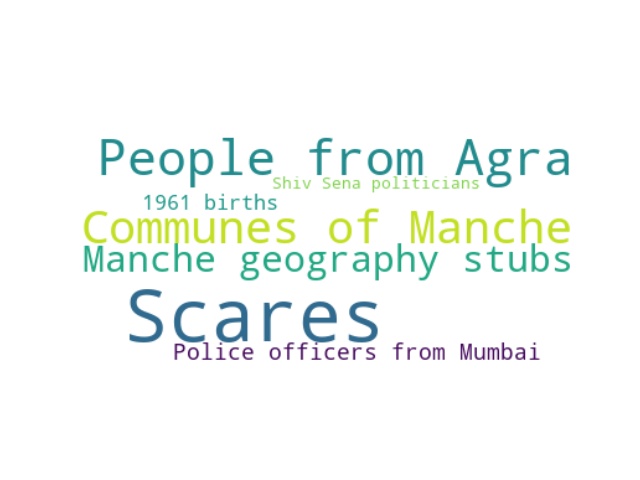 People from Agra
Shiv Sena politicians
1961 births
Communes of Manche
Manche geography stubs
Scares
Police officers from Mumbai